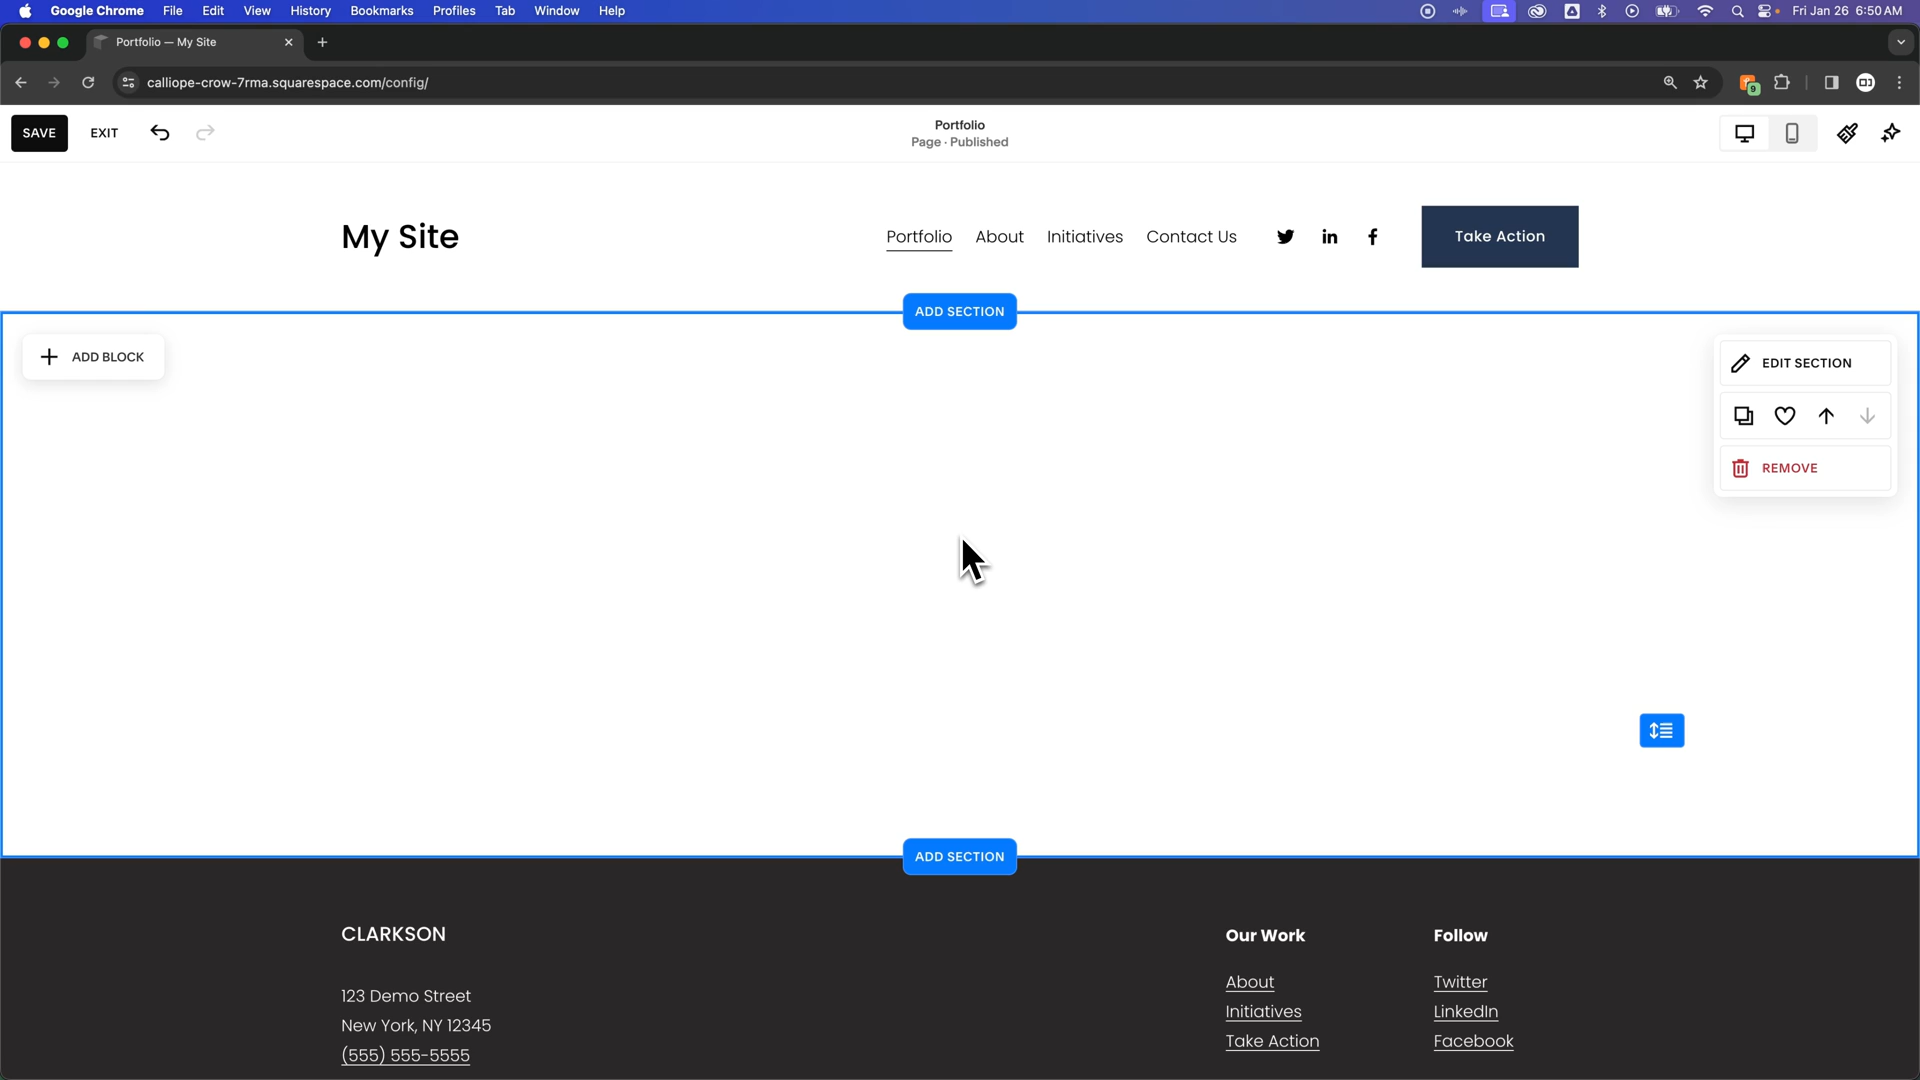 Google Chrome File Edit View History Bookmarks Profiles Tab Window Help Fri Jan 26 6:50 AM
Portfolio — My Site
calliope-crow-7rma.squarespace.com/config/
9
SAVE EXIT
Portfolio
Page · Published
My Site
Portfolio About Initiatives Contact Us
Take Action
ADD SECTION
ADD BLOCK
EDIT SECTION
REMOVE
ADD SECTION
CLARKSON
123 Demo Street
New York, NY 12345
(555) 555-5555
Our Work
About
Initiatives
Take Action
Follow
Twitter
LinkedIn
Facebook